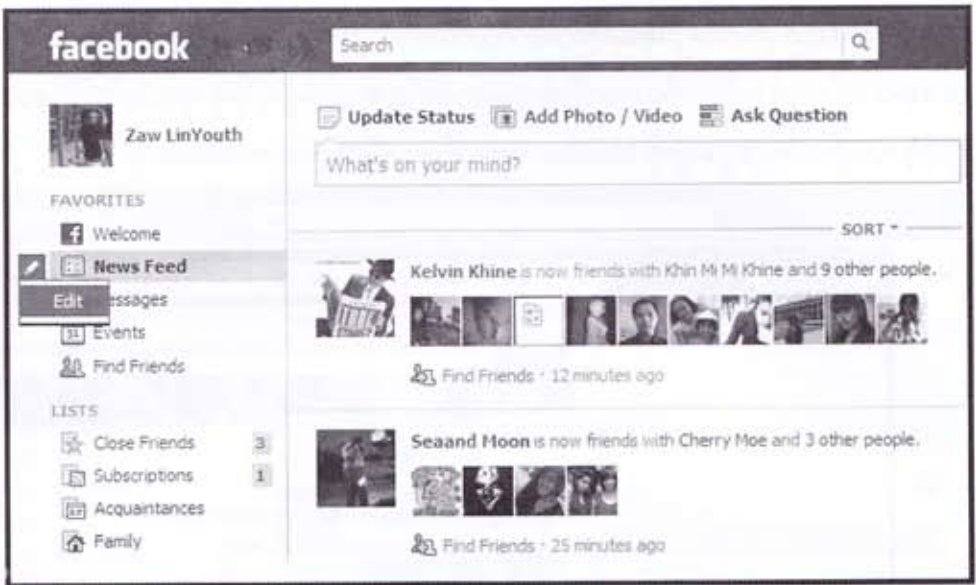 facebook
Search
Zaw LinYouth
Update Status Add Photo / Video Ask Question
What's on your mind?
FAVORITES
Welcome
News Feed
Edit
essages
31 Events
Find Friends
LISTS
Close Friends 3
Subscriptions 1
Acquaintances
Family
SORT
Kelvin Khine is now friends with Khin Mi Mi Khine and 9 other people.
Find Friends · 12 minutes ago
Seaand Moon is now friends with Cherry Moe and 3 other people.
Find Friends · 25 minutes ago